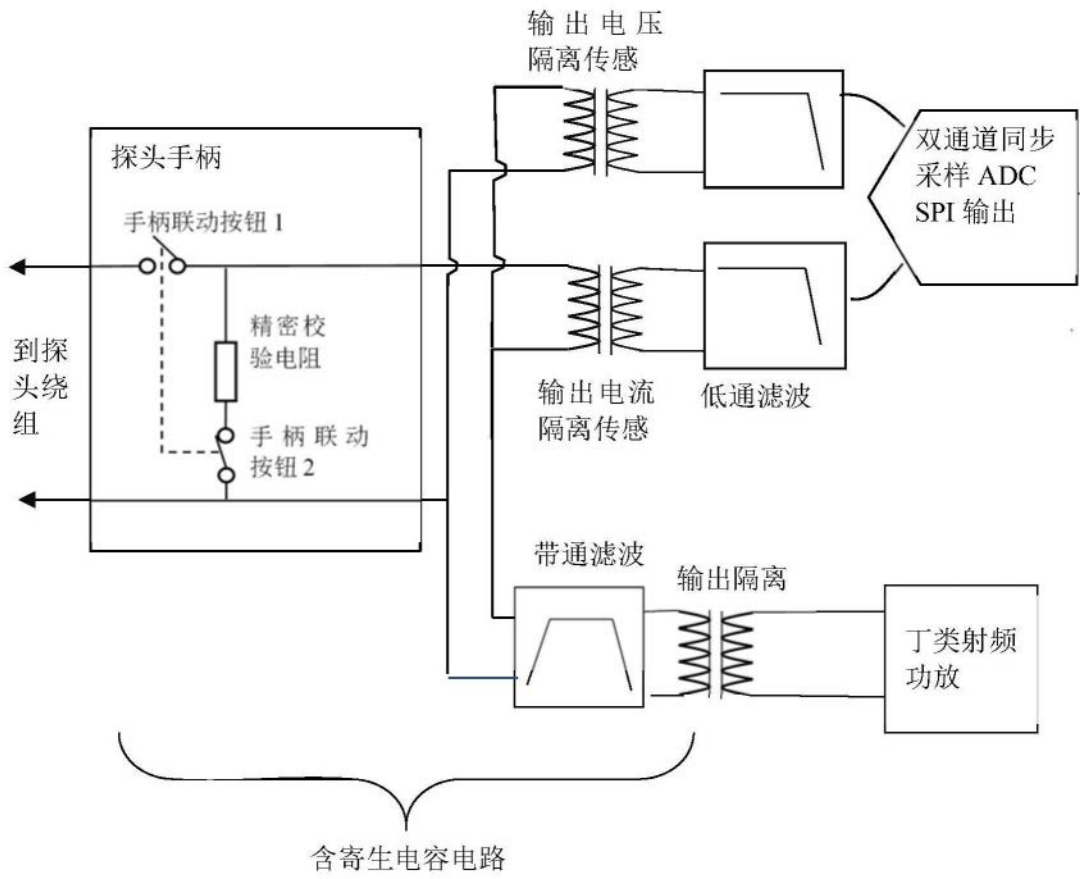 输出电压
隔离传感
探头手柄
双通道同步
采样 ADC
SPI 输出
手柄联动按钮 1
精密校
验电阻
到探
头绕
组
输出电流
隔离传感
低通滤波
手柄联动
按钮 2
带通滤波
输出隔离
丁类射频
功放
含寄生电容电路